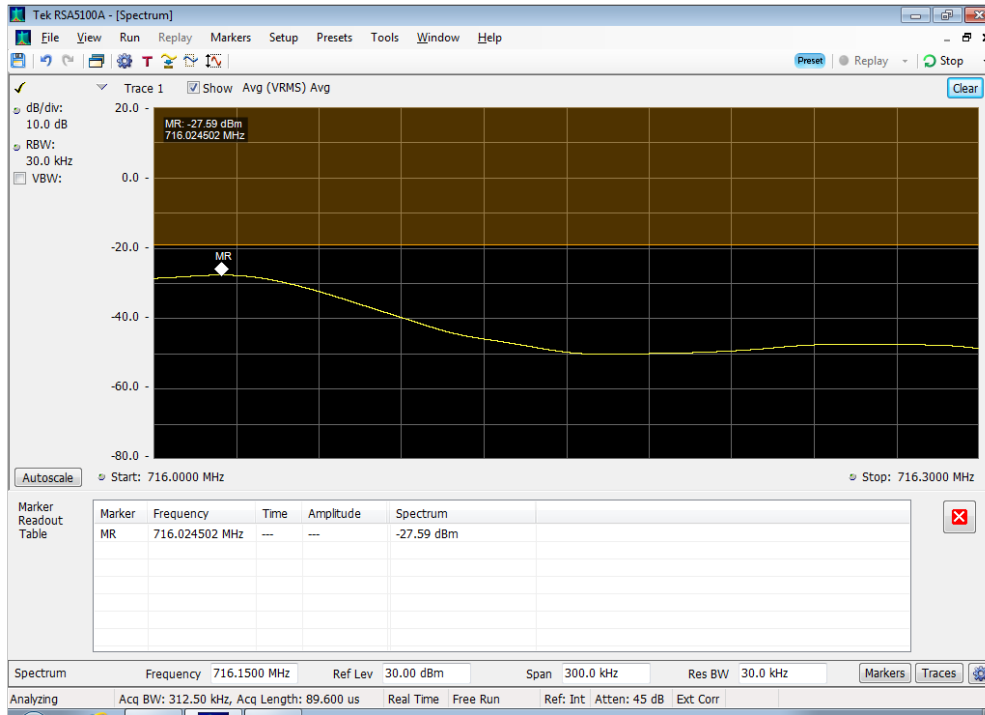 Tek RSA5100A - [Spectrum]
File View Run Replay Markers Setup Presets Tools Window Help
T Preset Replay Stop
Trace 1 Show Avg (VRMS) Avg Clear
dB/div:
10.0 dB
RBW:
30.0 kHz
VBW:
20.0 -
0.0 -
-20.0 -
-40.0 -
-60.0 -
-80.0 -
MR: -27.59 dBm
716.024502 MHz
MR
Autoscale Start: 716.0000 MHz Stop: 716.3000 MHz
Marker
Readout
Table
Marker Frequency Time Amplitude Spectrum
MR 716.024502 MHz --- --- -27.59 dBm
Spectrum Frequency 716.1500 MHz Ref Lev 30.00 dBm Span 300.0 kHz Res BW 30.0 kHz Markers Traces
Analyzing Acq BW: 312.50 kHz, Acq Length: 89.600 us Real Time Free Run Ref: Int Atten: 45 dB Ext Corr